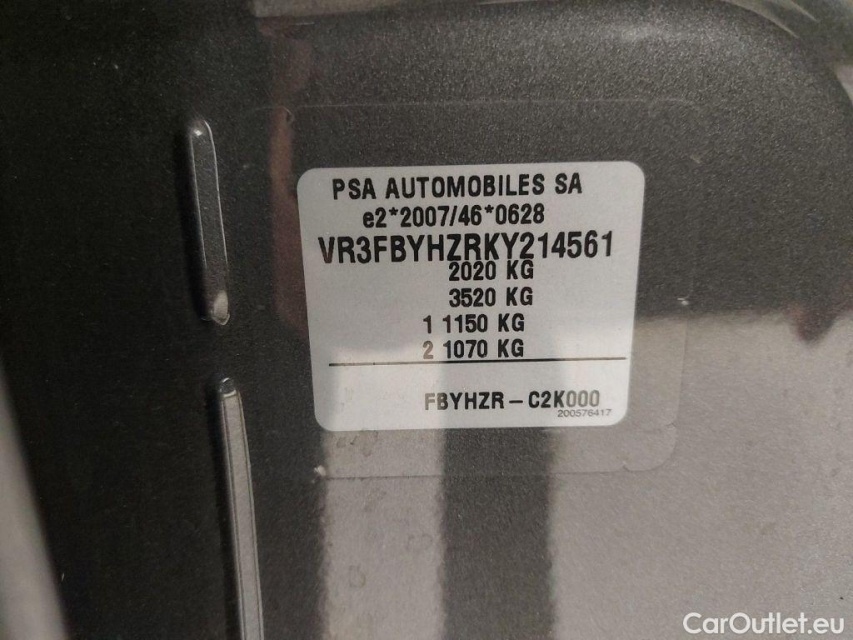 PSA AUTOMOBILES SA
e2*2007/46*0628
VR3FBYHZRKY214561
2020 KG
3520 KG
1 1150 KG
2 1070 KG
FBYHZR - C2K000
200576417
CarOutlet.eu